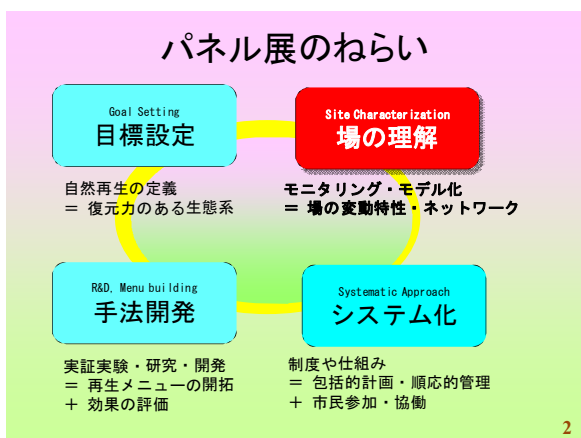 パネル展のねらい
Goal Setting
目標設定
自然再生の定義
＝ 復元力のある生態系
Site Characterization
場の理解
モニタリング・モデル化
＝ 場の変動特性・ネットワーク
R&D, Menu building
手法開発
実証実験・研究・開発
＝ 再生メニューの開拓
＋ 効果の評価
Systematic Approach
システム化
制度や仕組み
＝ 包括的計画・順応的管理
＋ 市民参加・協働
2